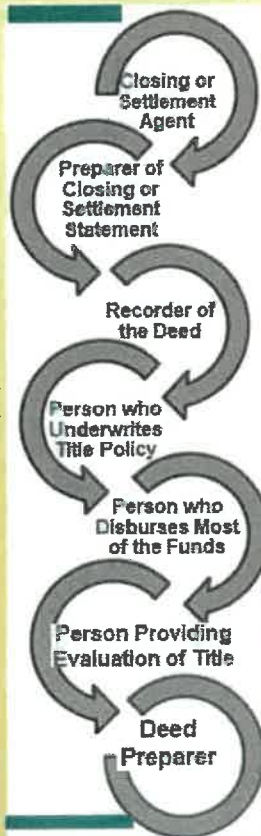 Closing or
Settlement
Agent
Preparer of
Closing or
Settlement
Statement
Recorder of
the Deed
Person who
Underwrites
Title Policy
Person who
Disburses Most
of the Funds
Person Providing
Evaluation of Title
Deed
Preparer